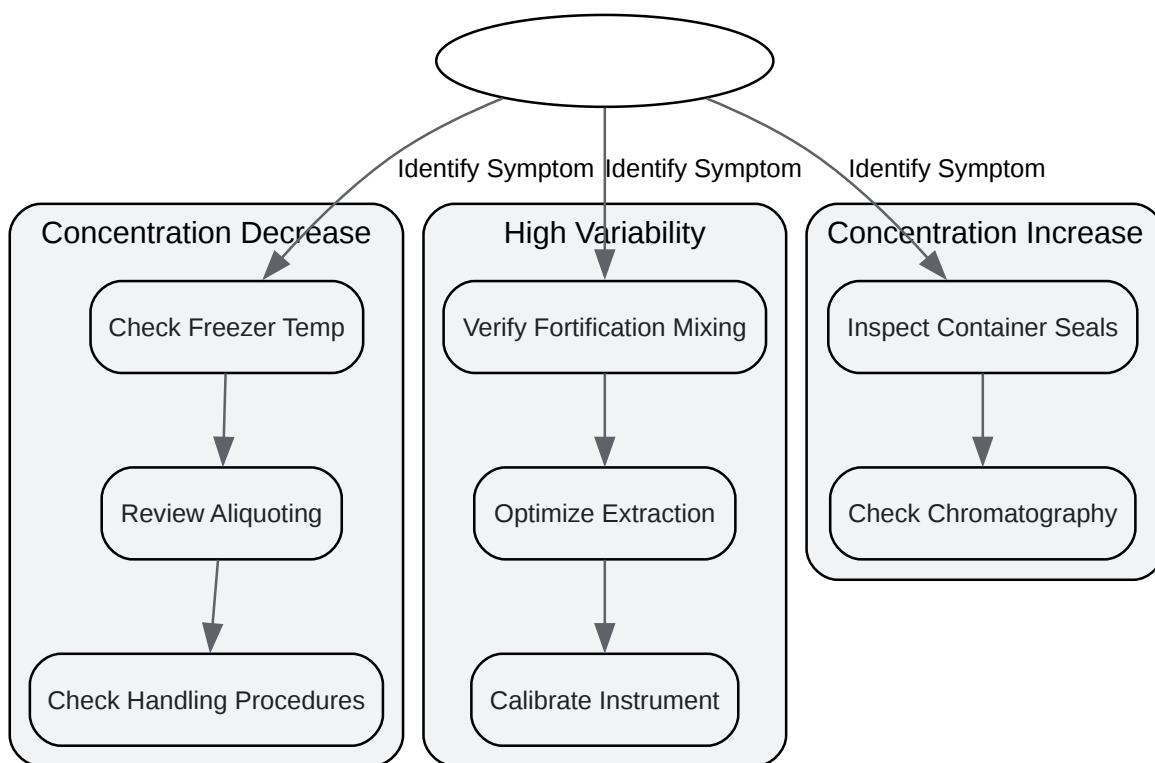 Identify Symptom
Identify Symptom
Identify Symptom
Concentration Decrease
High Variability
Concentration Increase
Check Freezer Temp
Verify Fortification Mixing
Inspect Container Seals
Review Aliquoting
Optimize Extraction
Check Chromatography
Check Handling Procedures
Calibrate Instrument